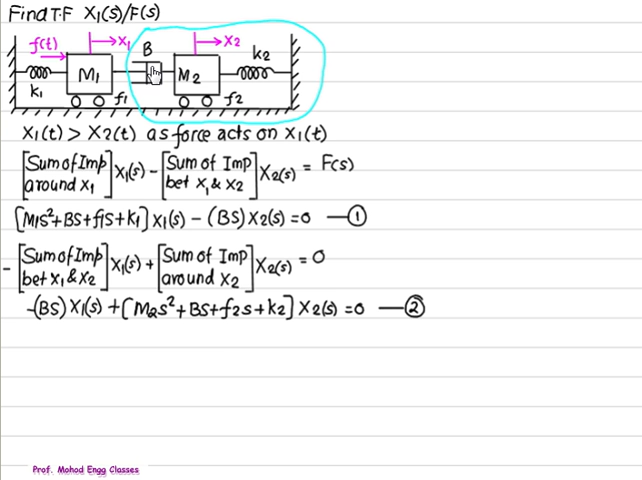 Find T.F X1(s)/F(s)
f(t) X1 B X2 k2
k1 M1 f1 M2 f2
X1(t) > X2(t) as force acts on X1(t)
[Sum of Imp around X1] X1(s) - [Sum of Imp bet X1 & X2] X2(s) = F(s)
[M1s²+Bs+f1s+k1] X1(s) - (Bs) X2(s) = 0 —①
- [Sum of Imp bet X1 & X2] X1(s) + [Sum of Imp around X2] X2(s) = 0
-(Bs) X1(s) + [M2s²+Bs+f2s+k2] X2(s) = 0 —②
Prof. Mohod Engg Classes